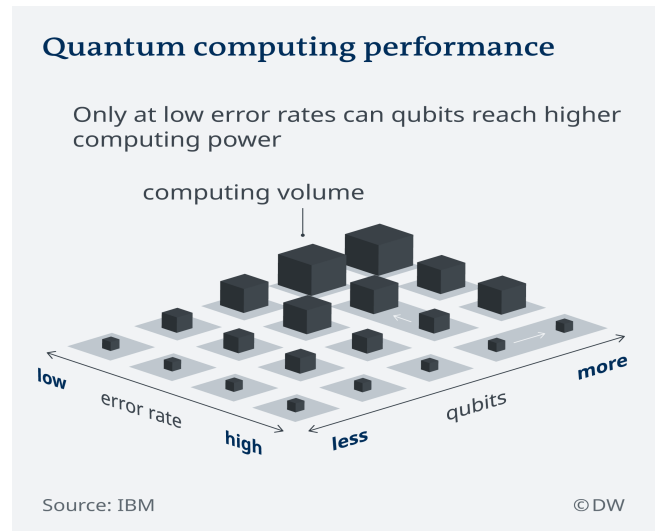 Quantum computing performance
Only at low error rates can qubits reach higher
computing power
computing volume
low
error rate
high
less
qubits
more
Source: IBM
©DW